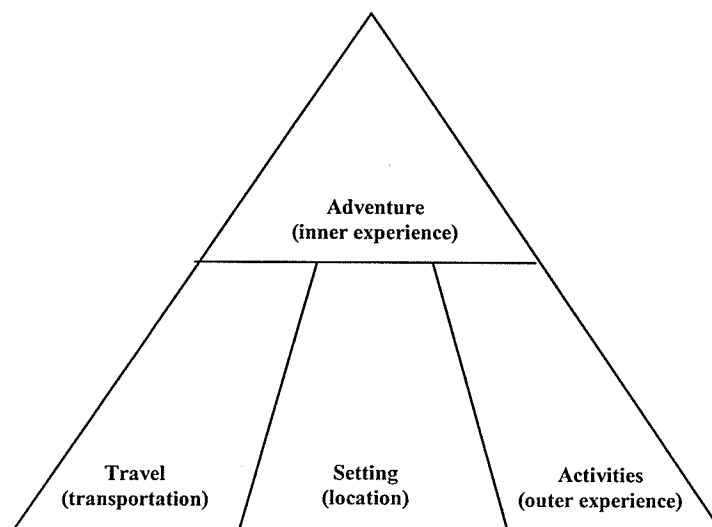 Adventure
(inner experience)
Travel
(transportation)
Setting
(location)
Activities
(outer experience)